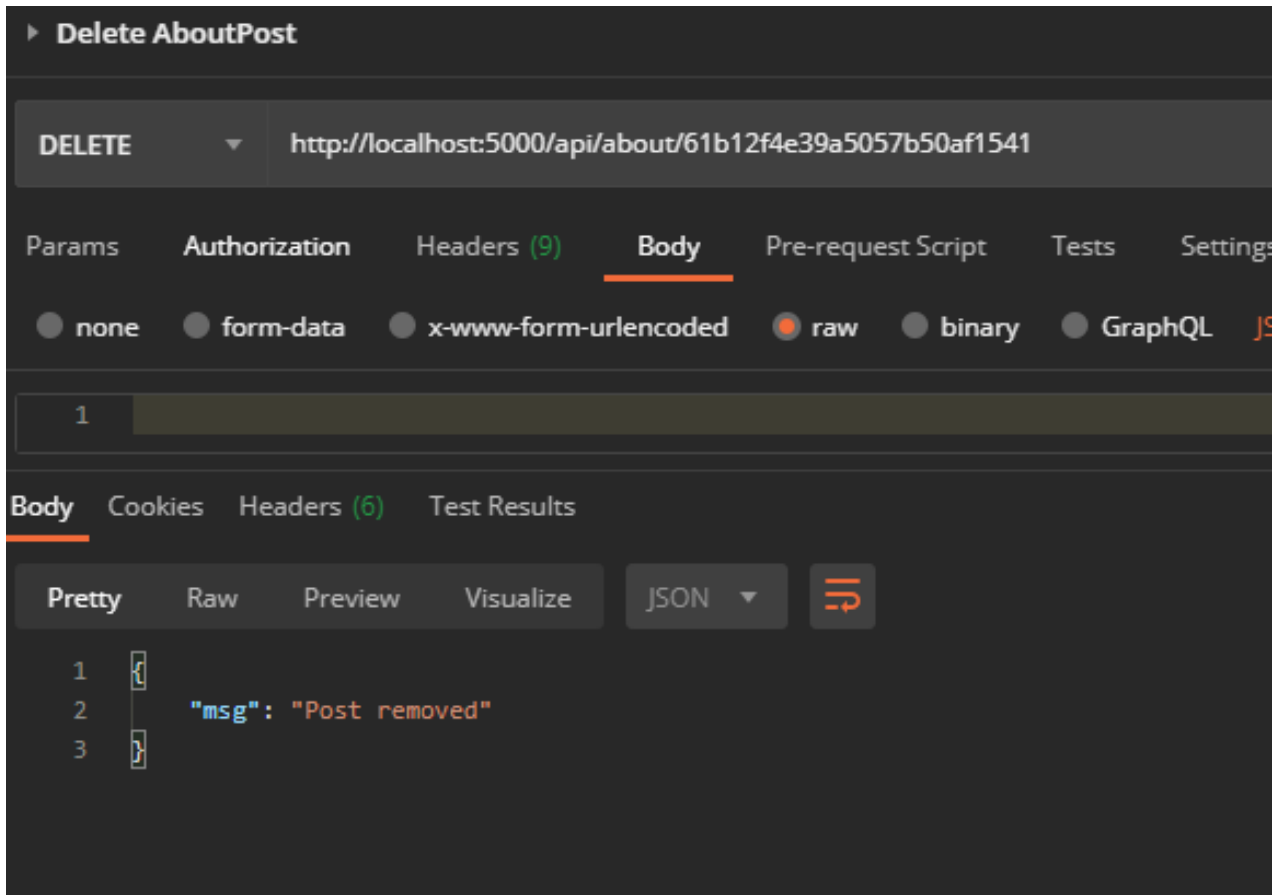 Delete AboutPost
DELETE http://localhost:5000/api/about/61b12f4e39a5057b50af1541
Params Authorization Headers (9) Body Pre-request Script Tests Settings
none form-data x-www-form-urlencoded raw binary GraphQL JS
1
Body Cookies Headers (6) Test Results
Pretty Raw Preview Visualize JSON
1 {
2 "msg": "Post removed"
3 }